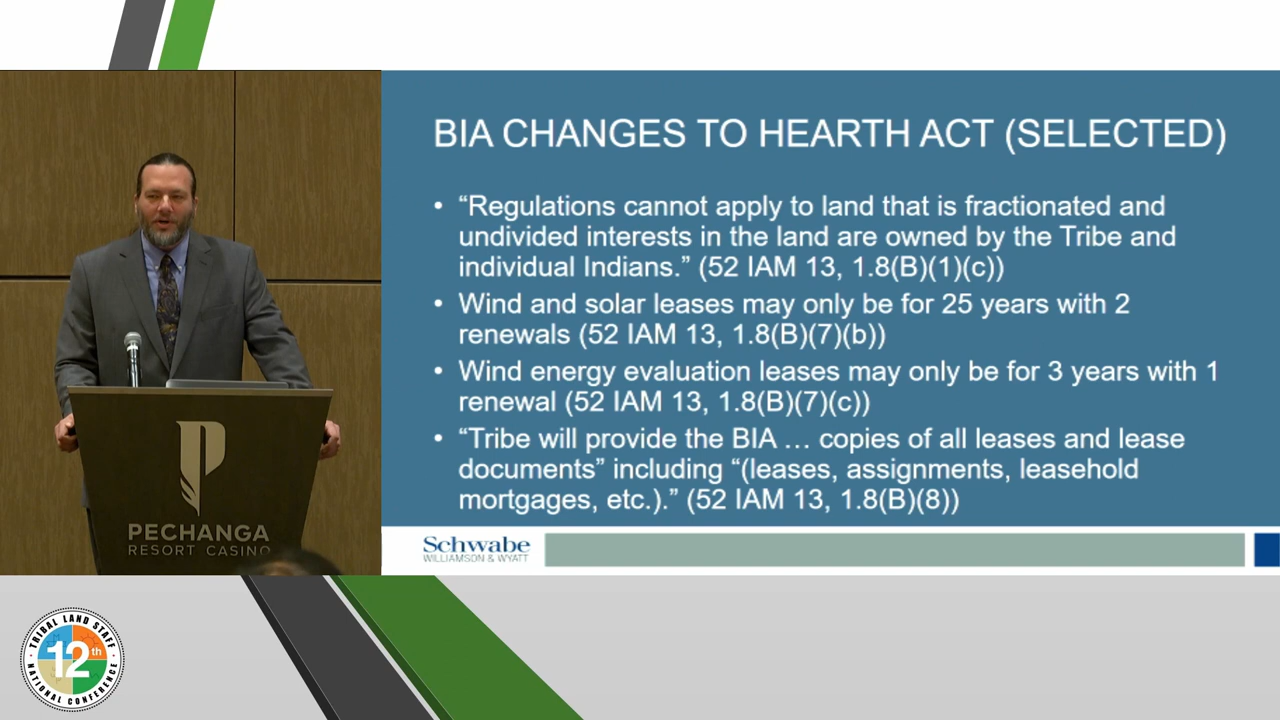 BIA CHANGES TO HEARTH ACT (SELECTED)
• “Regulations cannot apply to land that is fractionated and
undivided interests in the land are owned by the Tribe and
individual Indians.” (52 IAM 13, 1.8(B)(1)(c))
• Wind and solar leases may only be for 25 years with 2
renewals (52 IAM 13, 1.8(B)(7)(b))
• Wind energy evaluation leases may only be for 3 years with 1
renewal (52 IAM 13, 1.8(B)(7)(c))
• “Tribe will provide the BIA … copies of all leases and lease
documents” including “(leases, assignments, leasehold
mortgages, etc.).” (52 IAM 13, 1.8(B)(8))
Schwabe
WILLIAMSON & WYATT
PECHANGA
RESORT CASINO
TRIBAL LAND STAFF
12th
NATIONAL CONFERENCE